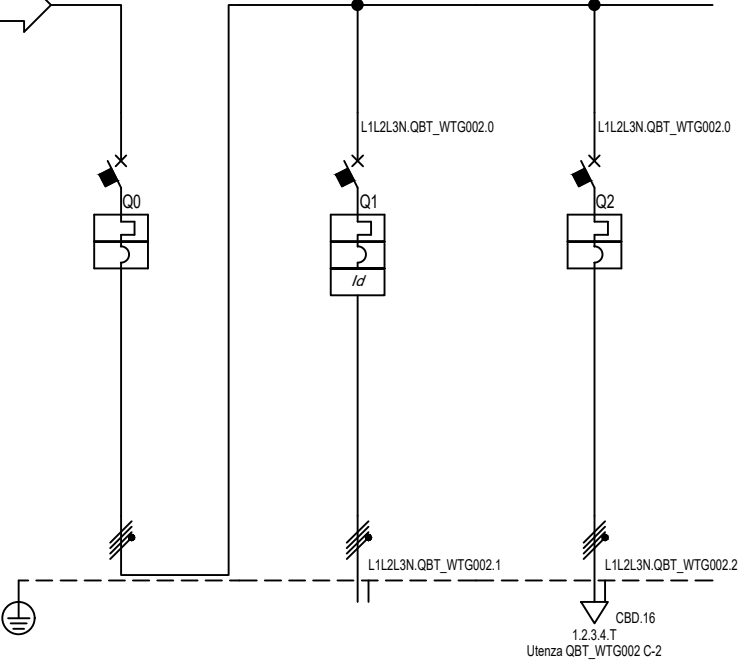 L1L2L3N.QBT_WTG002.0
L1L2L3N.QBT_WTG002.0
Q0
Q1
Q2
Id
L1L2L3N.QBT_WTG002.1
L1L2L3N.QBT_WTG002.2
CBD.16
1.2.3.4.T
Utenza QBT_WTG002 C-2